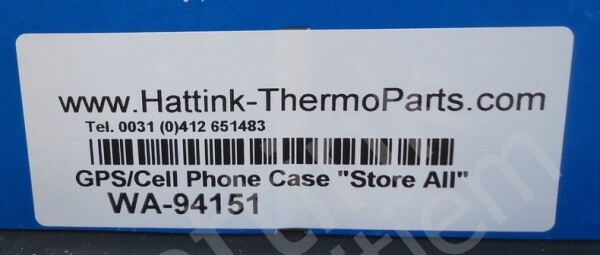 www.Hattink-ThermoParts.com
Tel. 0031 (0)412 651483
GPS/Cell Phone Case "Store All"
WA-94151